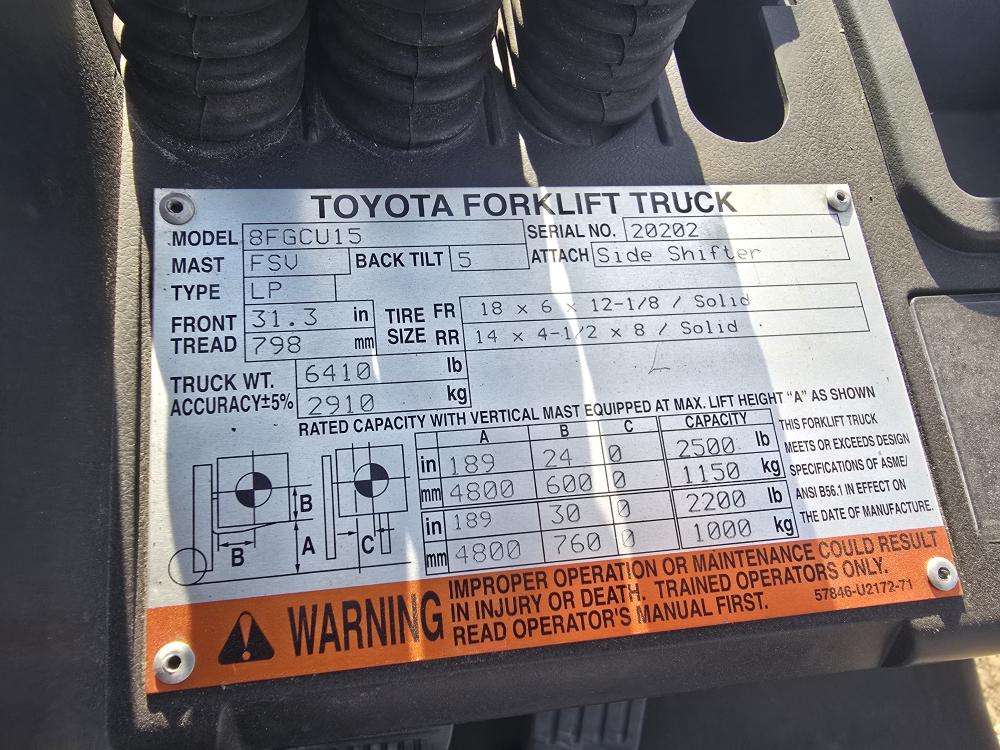 TOYOTA FORKLIFT TRUCK
MODEL 8FGCU15 SERIAL NO. 20202
MAST FSV BACK TILT 5 ATTACH Side Shifter
TYPE LP
FRONT TREAD 31.3 in 798 mm
TIRE SIZE FR 18 x 6 x 12-1/8 / Solid
RR 14 x 4-1/2 x 8 / Solid
TRUCK WT. 6410 lb
ACCURACY±5% 2910 kg
RATED CAPACITY WITH VERTICAL MAST EQUIPPED AT MAX. LIFT HEIGHT "A" AS SHOWN
A B C CAPACITY
in 189 24 0 2500 lb
mm 4800 600 0 1150 kg
in 189 30 0 2200 lb
mm 4800 760 0 1000 kg
B
B A C
THIS FORKLIFT TRUCK
MEETS OR EXCEEDS DESIGN
SPECIFICATIONS OF ASME/
ANSI B56.1 IN EFFECT ON
THE DATE OF MANUFACTURE.
WARNING
IMPROPER OPERATION OR MAINTENANCE COULD RESULT
IN INJURY OR DEATH. TRAINED OPERATORS ONLY.
READ OPERATOR'S MANUAL FIRST.
57846-U2172-71